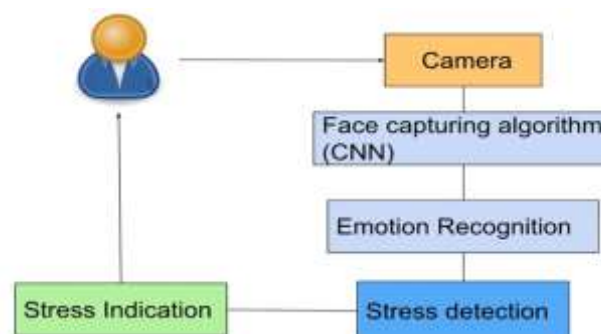 Camera
Face capturing algorithm
(CNN)
Emotion Recognition
Stress Indication
Stress detection